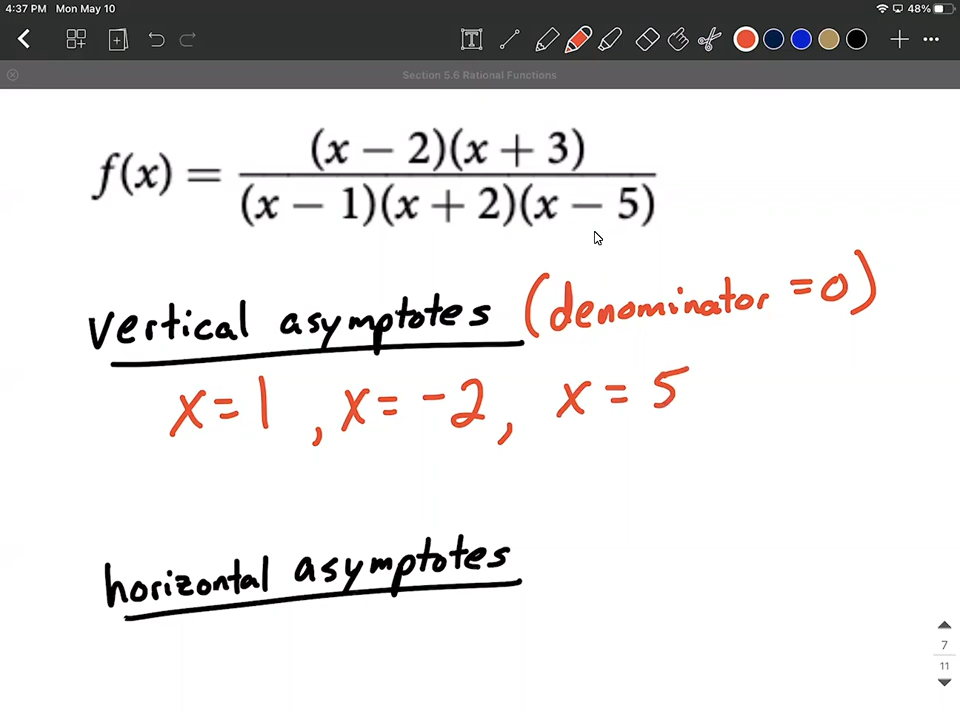 4:37 PM Mon May 10
48%
Section 5.6 Rational Functions
f(x) = (x − 2)(x + 3)
(x − 1)(x + 2)(x − 5)
vertical asymptotes (denominator = 0)
x = 1 , x = -2 , x = 5
horizontal asymptotes
7
11